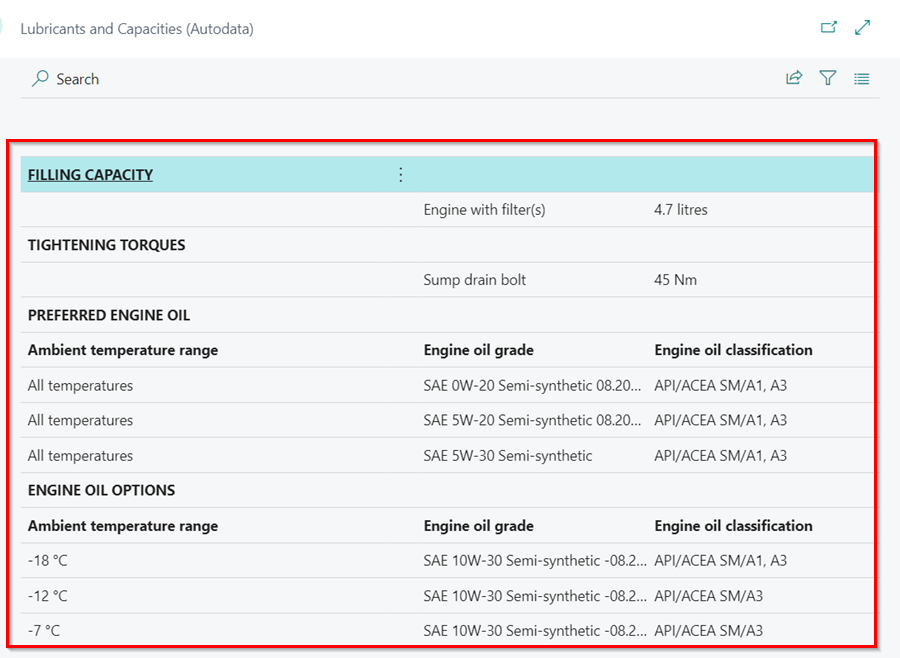 Lubricants and Capacities (Autodata)
Search
FILLING CAPACITY
Engine with filter(s) 4.7 litres
TIGHTENING TORQUES
Sump drain bolt 45 Nm
PREFERRED ENGINE OIL
Ambient temperature range Engine oil grade Engine oil classification
All temperatures SAE 0W-20 Semi-synthetic 08.20... API/ACEA SM/A1, A3
All temperatures SAE 5W-20 Semi-synthetic 08.20... API/ACEA SM/A1, A3
All temperatures SAE 5W-30 Semi-synthetic API/ACEA SM/A1, A3
ENGINE OIL OPTIONS
Ambient temperature range Engine oil grade Engine oil classification
-18 °C SAE 10W-30 Semi-synthetic -08.2... API/ACEA SM/A1, A3
-12 °C SAE 10W-30 Semi-synthetic -08.2... API/ACEA SM/A3
-7 °C SAE 10W-30 Semi-synthetic -08.2... API/ACEA SM/A3